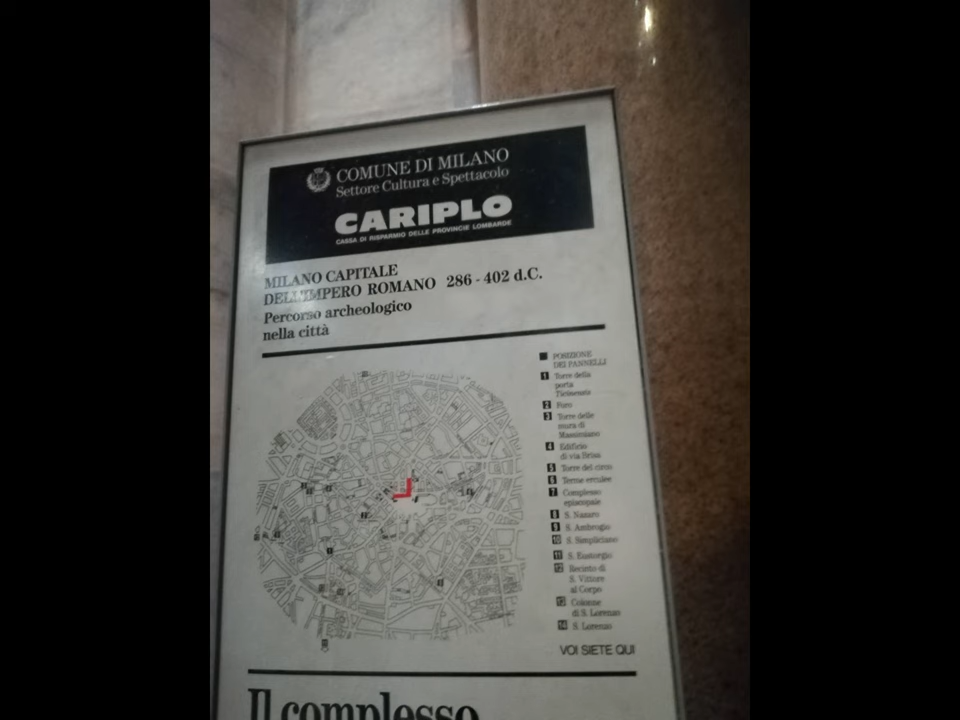 COMUNE DI MILANO
Settore Cultura e Spettacolo
CARIPLO
CASSA DI RISPARMIO DELLE PROVINCIE LOMBARDE
MILANO CAPITALE
DELL'IMPERO ROMANO 286 - 402 d.C.
Percorso archeologico
nella città
POSIZIONE
DEI PANNELLI
1 Torre della
porta
Ticinensis
2 Foro
3 Torre delle
mura di
Massimiano
4 Edificio
di via Brisa
5 Torre del circo
6 Terme erculee
7 Complesso
episcopale
8 S. Nazaro
9 S. Ambrogio
10 S. Simpliciano
11 S. Eustorgio
12 Recinto di
S. Vittore
al Corpo
13 Colonne
di S. Lorenzo
14 S. Lorenzo
VOI SIETE QUI
Il complesso